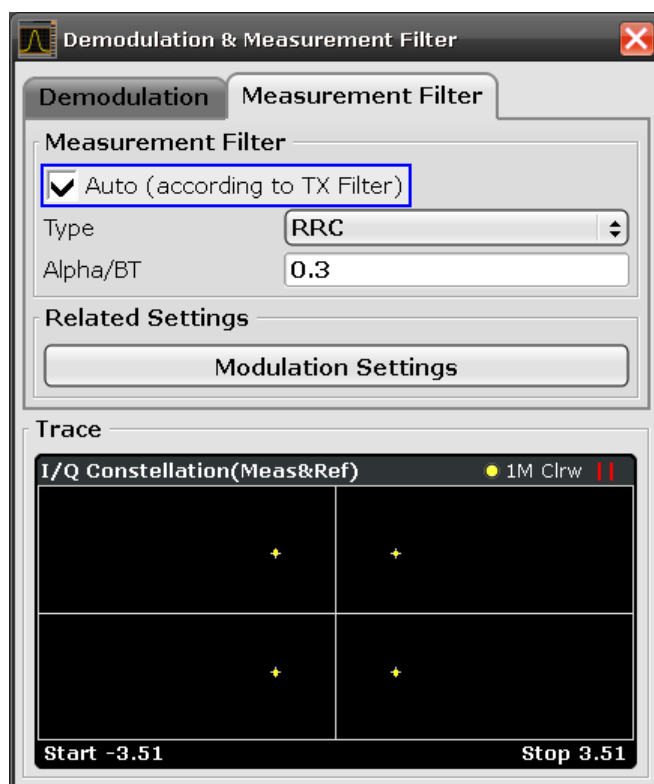 Demodulation & Measurement Filter
Demodulation Measurement Filter
Measurement Filter
Auto (according to TX Filter)
Type RRC
Alpha/BT 0.3
Related Settings
Modulation Settings
Trace
I/Q Constellation(Meas&Ref) 1M Clrw
Start -3.51 Stop 3.51